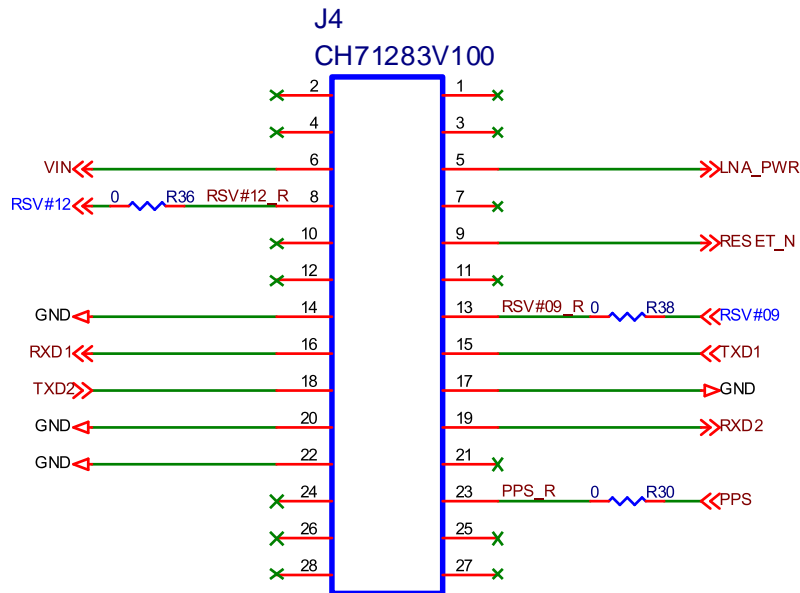 J4
CH71283V100
2 1
4 3
VIN 6 5 LNA_PWR
RSV#12 0 R36 RSV#12_R 8 7
10 9 RESET_N
12 11
GND 14 13 RSV#09_R 0 R38 RSV#09
RXD1 16 15 TXD1
TXD2 18 17 GND
GND 20 19 RXD2
GND 22 21
24 23 PPS_R 0 R30 PPS
26 25
28 27